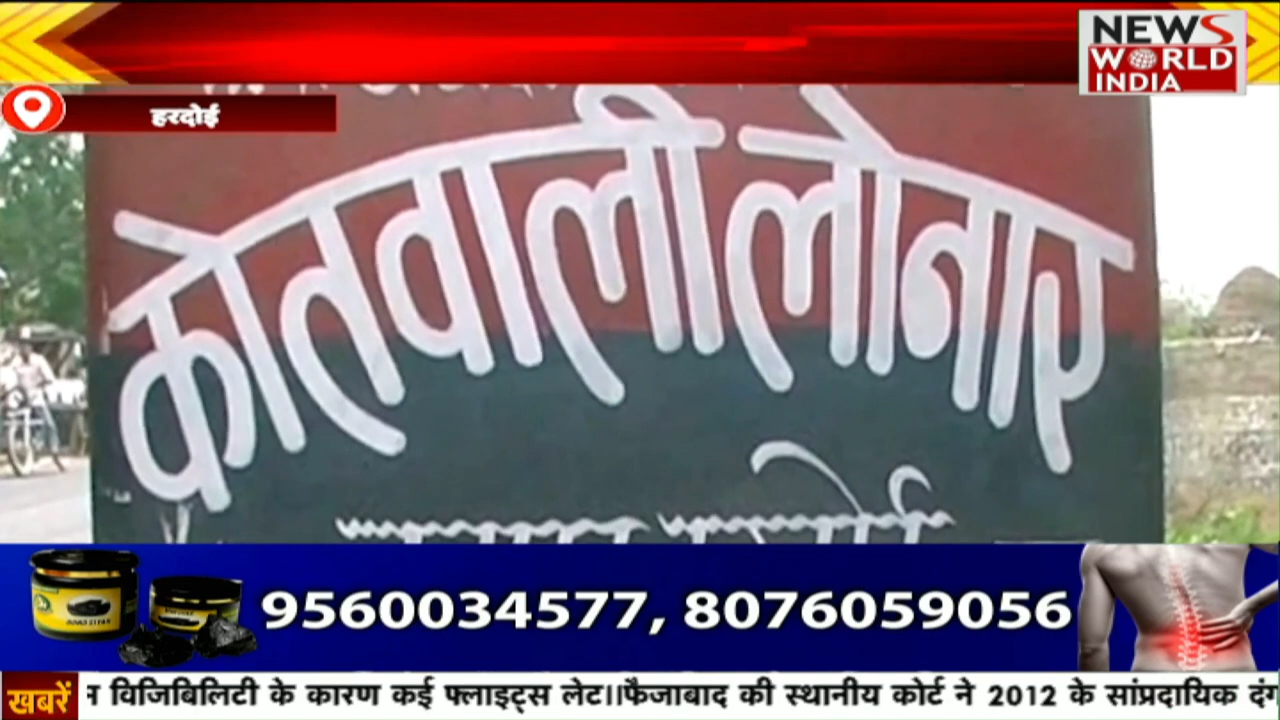 NEWS
WORLD
INDIA
हरदोई
कोतवाली लोनार
9560034577, 8076059056
खबरें
विजिबिलिटी के कारण कई फ्लाइट्स लेट।।फैजाबाद की स्थानीय कोर्ट ने 2012 के सांप्रदायिक